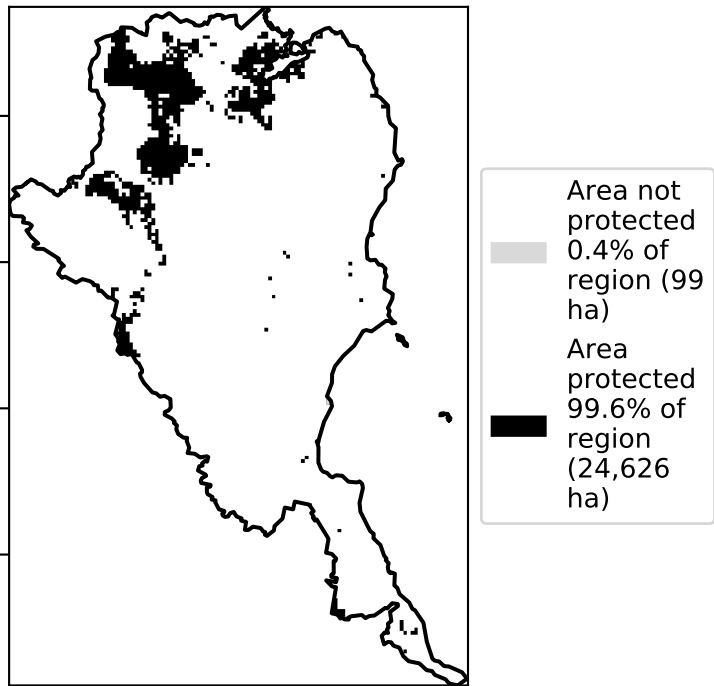 Area not
protected
0.4% of
region (99
ha)
Area
protected
99.6% of
region
(24,626
ha)